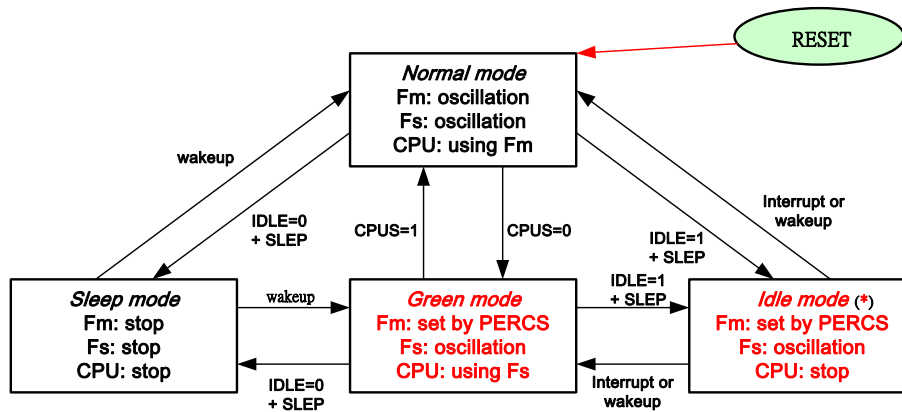 RESET
Normal mode
Fm: oscillation
Fs: oscillation
CPU: using Fm
wakeup
IDLE=0
+ SLEP
CPUS=1
CPUS=0
IDLE=1
+ SLEP
Interrupt or
wakeup
Sleep mode
Fm: stop
Fs: stop
CPU: stop
wakeup
IDLE=0
+ SLEP
Green mode
Fm: set by PERCS
Fs: oscillation
CPU: using Fs
IDLE=1
+ SLEP
Interrupt or
wakeup
Idle mode (*)
Fm: set by PERCS
Fs: oscillation
CPU: stop